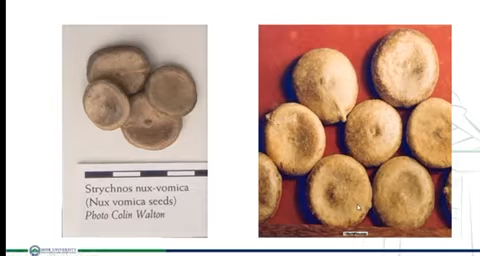 Strychnos nux-vomica
(Nux vomica seeds)
Photo Colin Walton